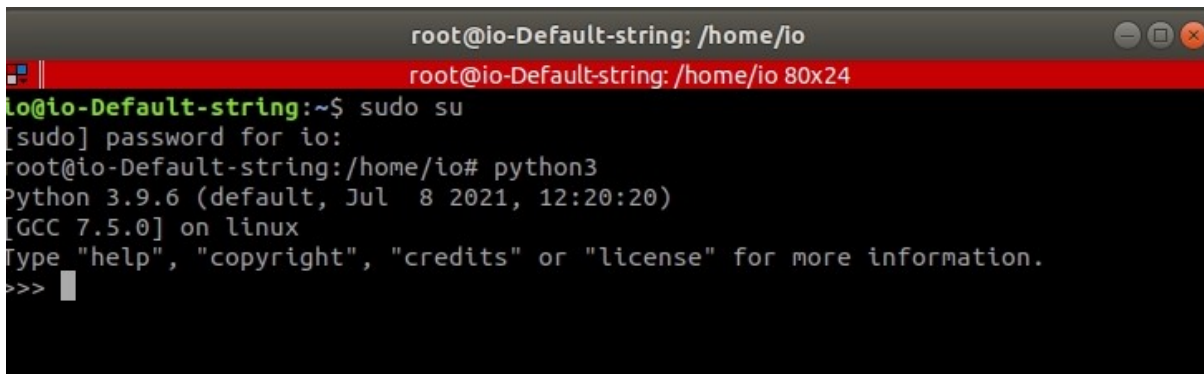 root@io-Default-string: /home/io
root@io-Default-string: /home/io 80x24
io@io-Default-string:~$ sudo su
[sudo] password for io:
root@io-Default-string:/home/io# python3
Python 3.9.6 (default, Jul  8 2021, 12:20:20)
[GCC 7.5.0] on linux
Type "help", "copyright", "credits" or "license" for more information.
>>>